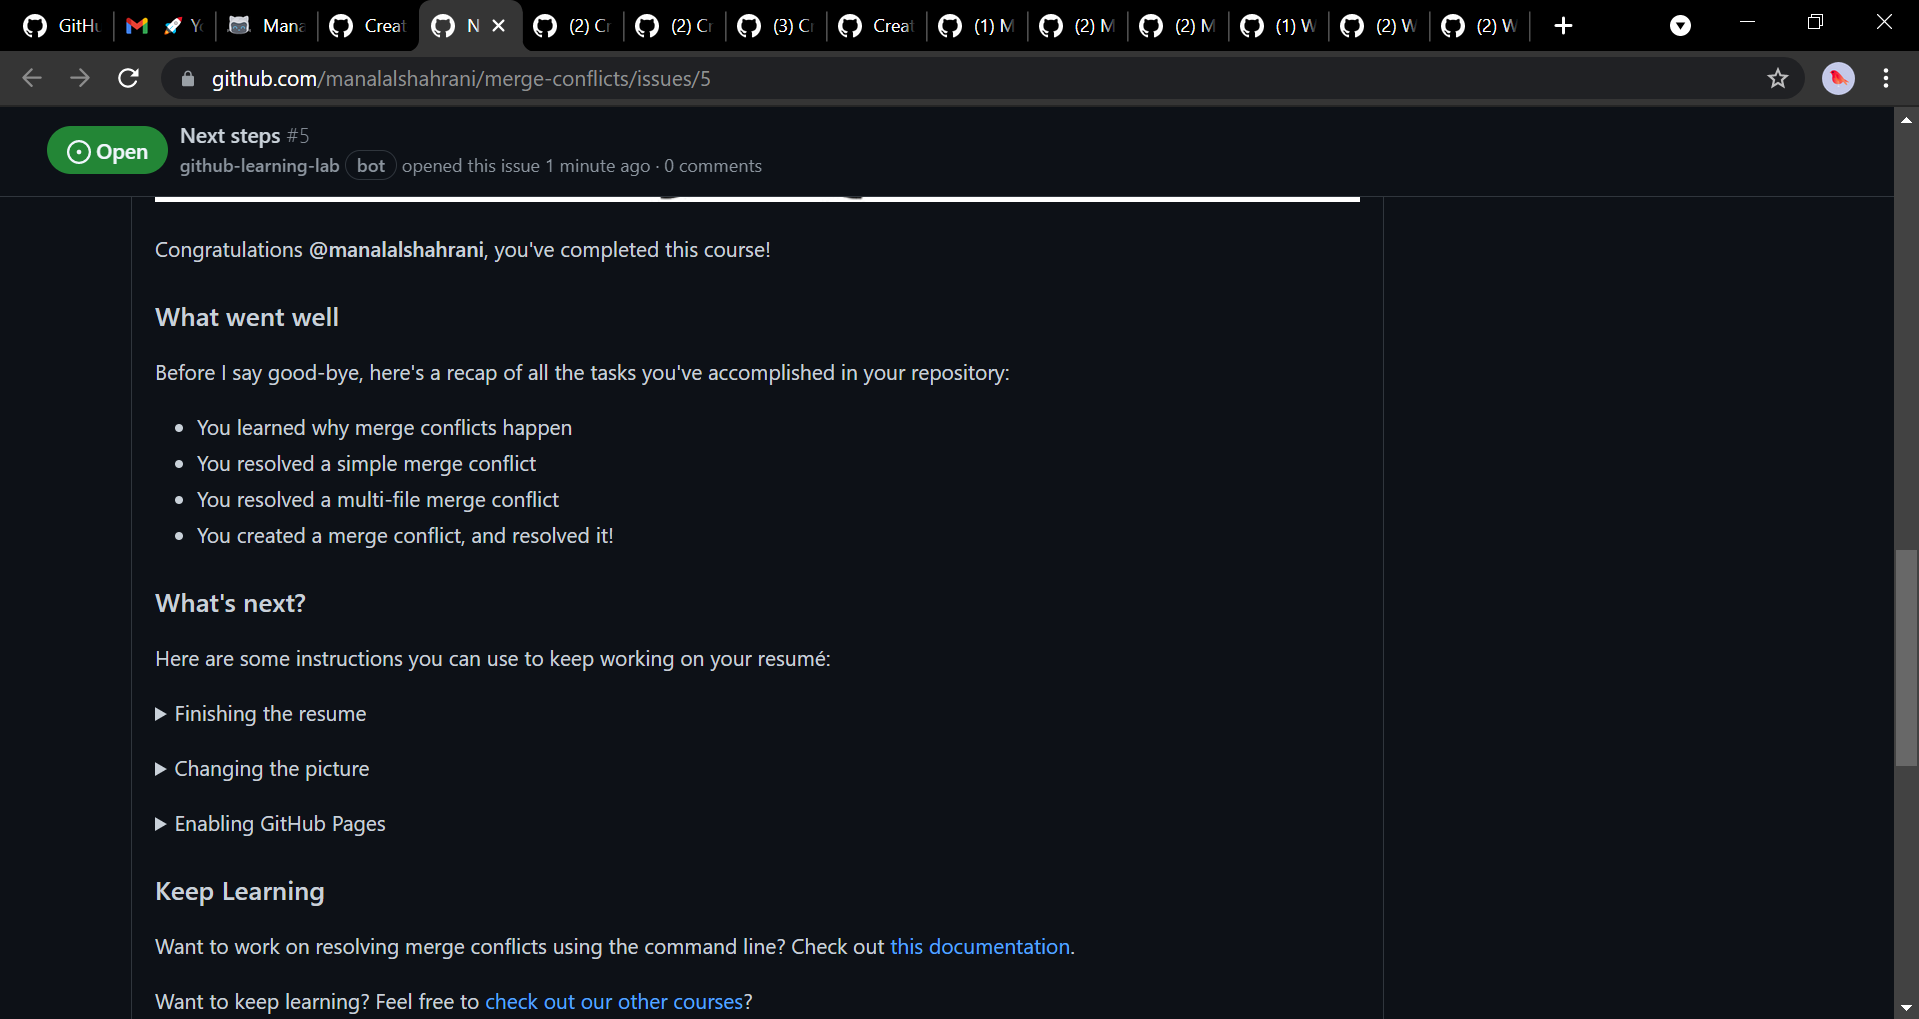 GitHu
Yo
Mana
Creat
N
(2) Cr
(2) Cr
(3) Cr
Creat
(1) M
(2) M
(2) M
(1) W
(2) W
(2) W
github.com/manalalshahrani/merge-conflicts/issues/5
Open
Next steps #5
github-learning-lab bot opened this issue 1 minute ago · 0 comments
Congratulations @manalalshahrani, you've completed this course!
What went well
Before I say good-bye, here's a recap of all the tasks you've accomplished in your repository:
• You learned why merge conflicts happen
• You resolved a simple merge conflict
• You resolved a multi-file merge conflict
• You created a merge conflict, and resolved it!
What's next?
Here are some instructions you can use to keep working on your resumé:
▶ Finishing the resume
▶ Changing the picture
▶ Enabling GitHub Pages
Keep Learning
Want to work on resolving merge conflicts using the command line? Check out this documentation.
Want to keep learning? Feel free to check out our other courses?